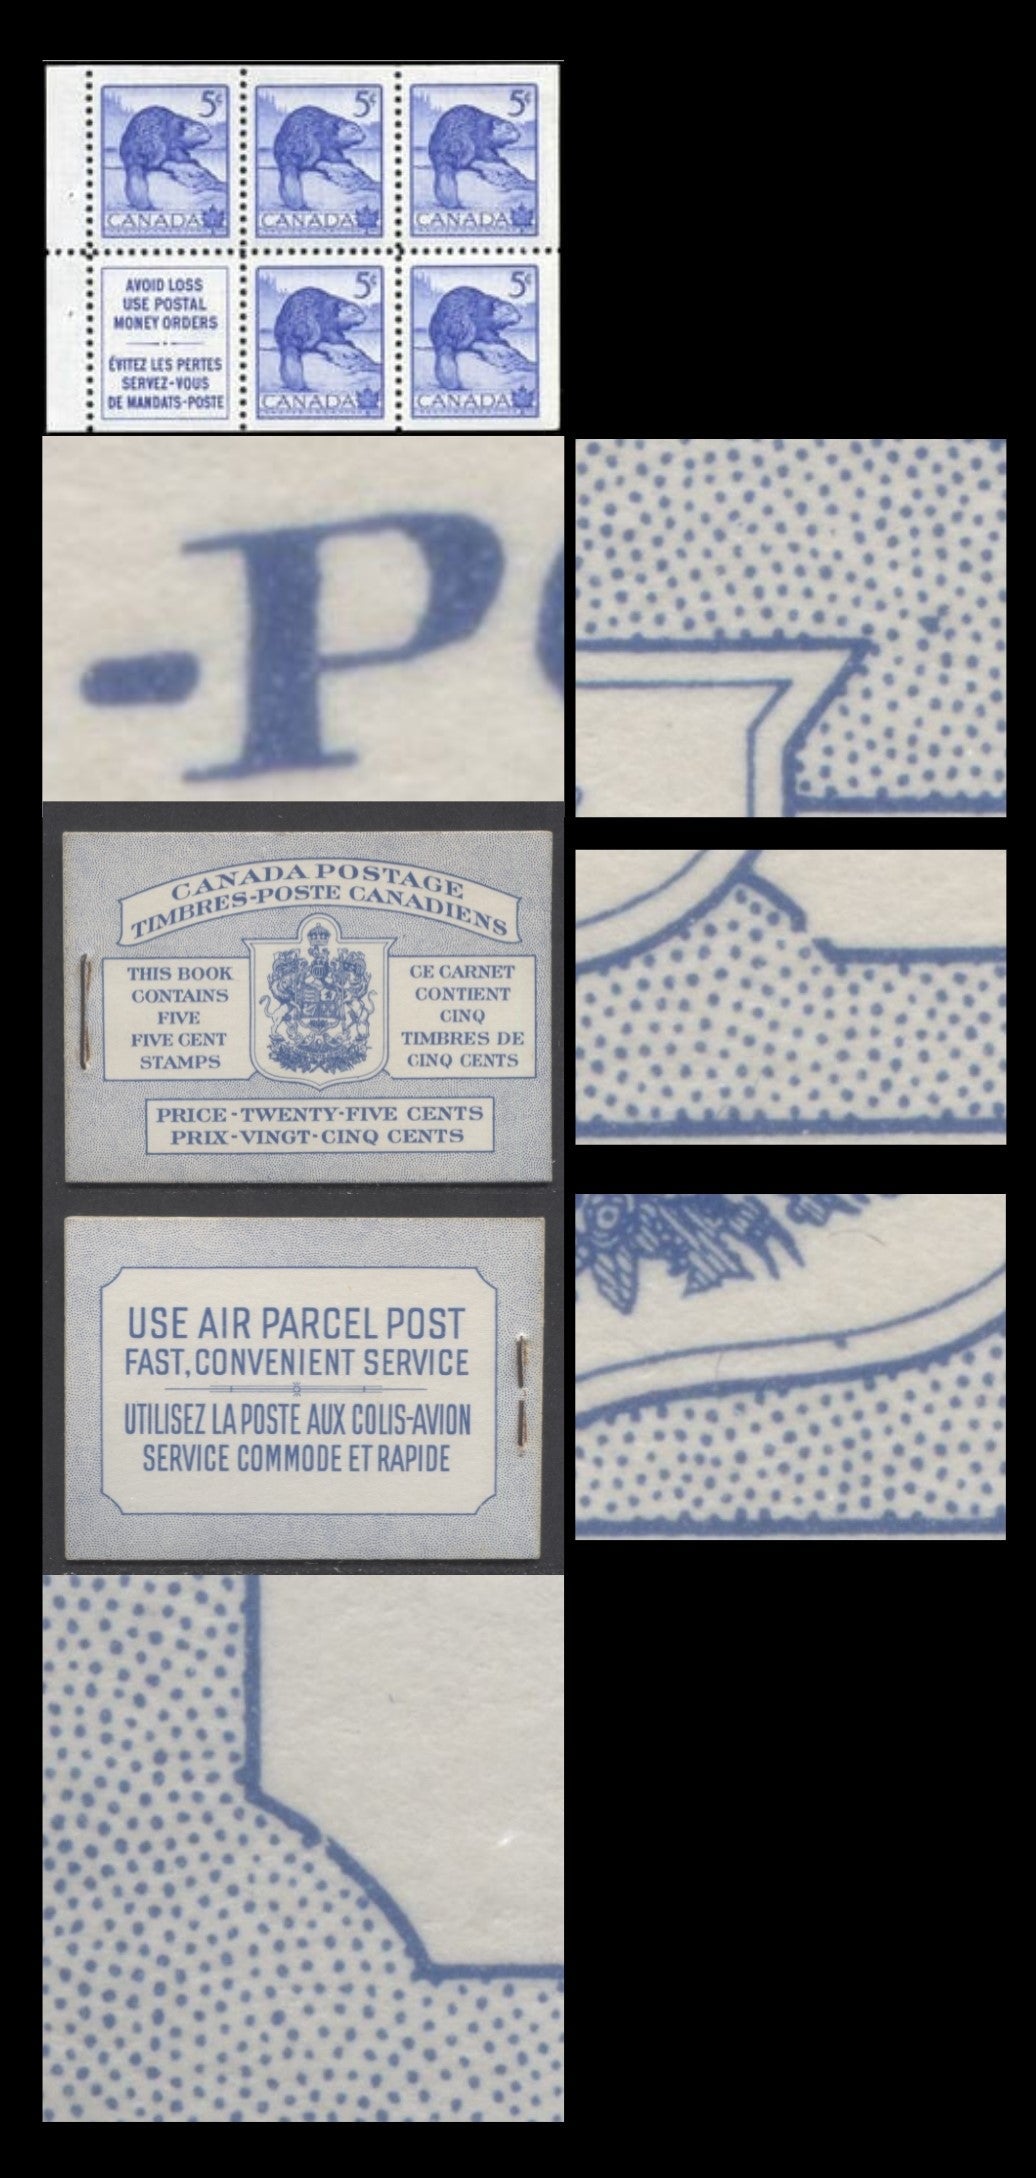 5¢ 5¢ 5¢
CANADA CANADA CANADA
AVOID LOSS
USE POSTAL
MONEY ORDERS
ÉVITEZ LES PERTES
SERVEZ-VOUS
DE MANDATS-POSTE
5¢ 5¢
CANADA CANADA
-P
CANADA POSTAGE
TIMBRES-POSTE CANADIENS
THIS BOOK
CONTAINS
FIVE
FIVE CENT
STAMPS
CE CARNET
CONTIENT
CINQ
TIMBRES DE
CINQ CENTS
PRICE-TWENTY-FIVE CENTS
PRIX-VINGT-CINQ CENTS
USE AIR PARCEL POST
FAST, CONVENIENT SERVICE
UTILISEZ LA POSTE AUX COLIS-AVION
SERVICE COMMODE ET RAPIDE